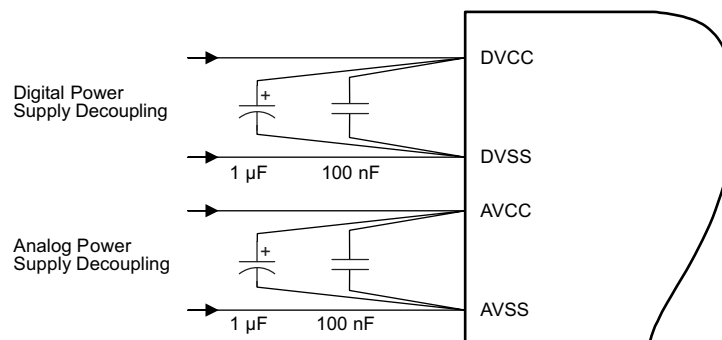 DVCC
Digital Power
Supply Decoupling
+
DVSS
1 µF 100 nF
AVCC
Analog Power
Supply Decoupling
+
AVSS
1 µF 100 nF